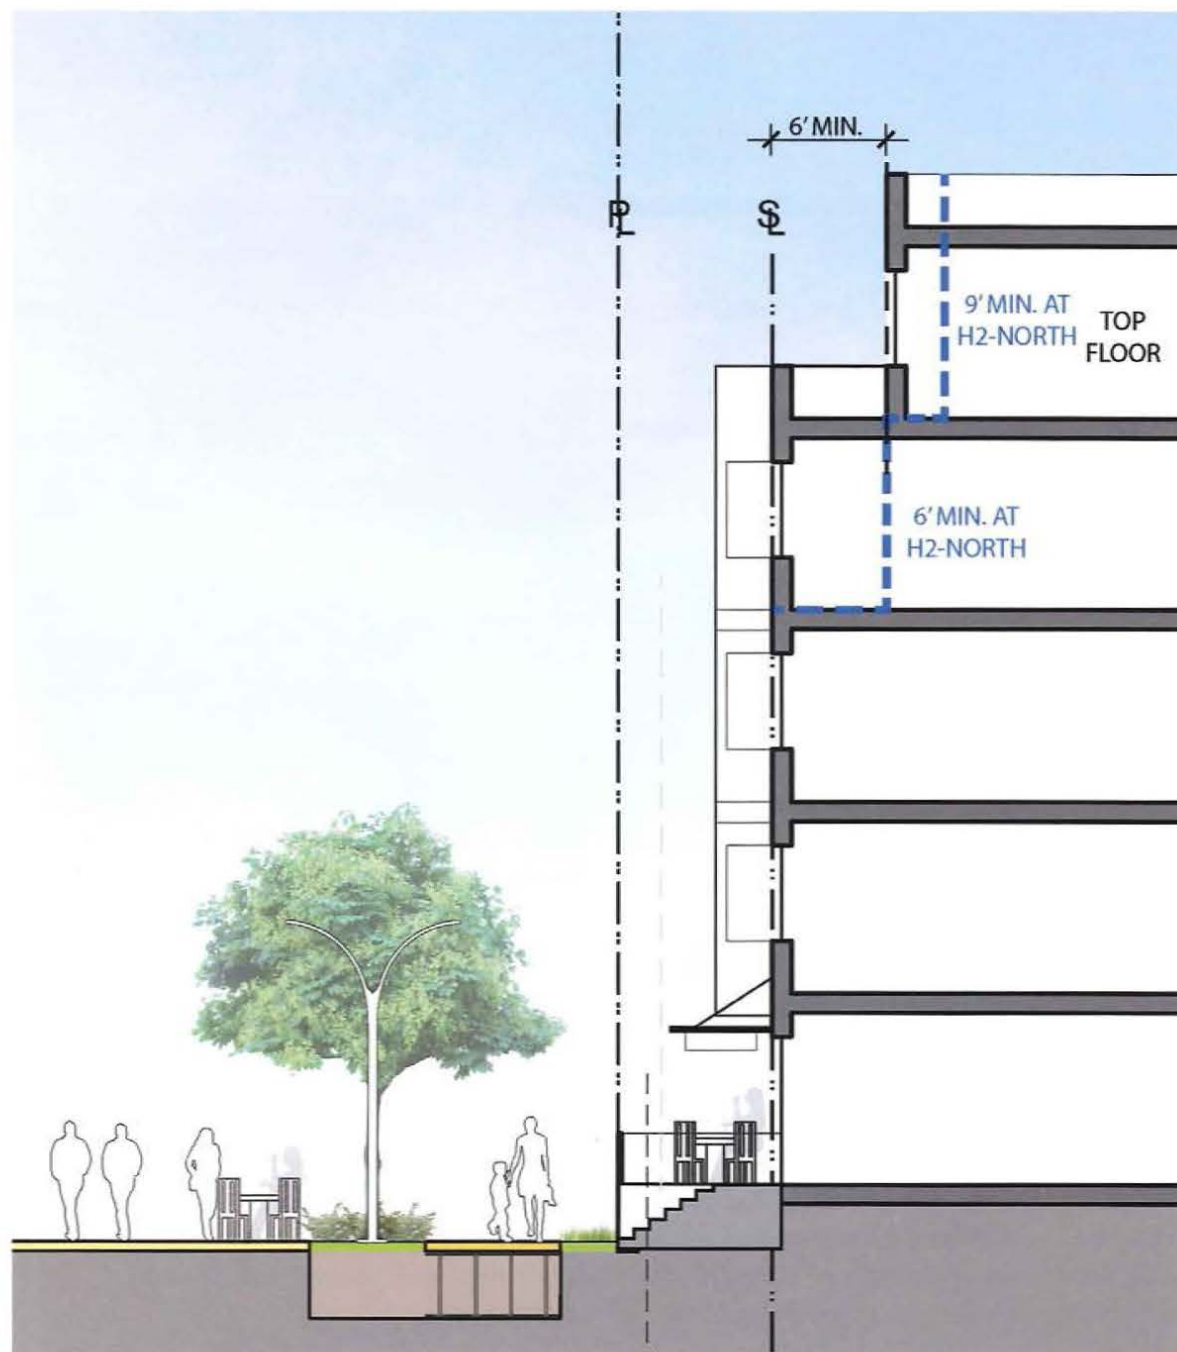 6' MIN.
PL
SL
9' MIN. AT
H2-NORTH
TOP
FLOOR
6' MIN. AT
H2-NORTH